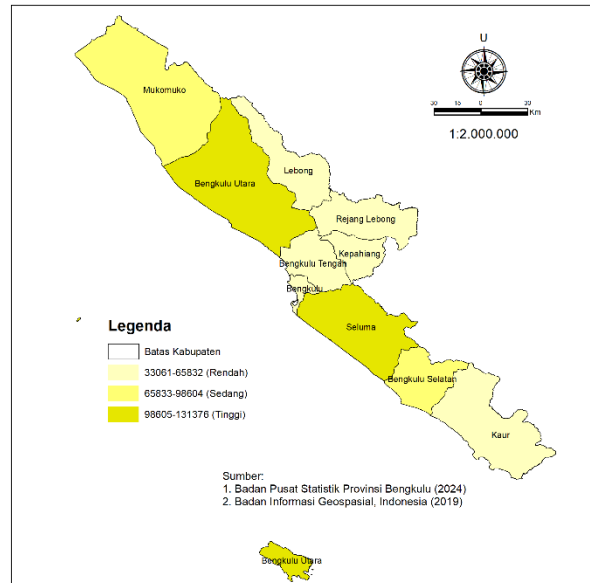 U
30 15 0 30
Km
1:2.000.000
Mukomuko
Lebong
Bengkulu Utara
Rejang Lebong
Kepahiang
Bengkulu Tengah
Bengkulu
Seluma
Bengkulu Selatan
Kaur
Legenda
Batas Kabupaten
33061-65832 (Rendah)
65833-98604 (Sedang)
98605-131376 (Tinggi)
Sumber:
1. Badan Pusat Statistik Provinsi Bengkulu (2024)
2. Badan Informasi Geospasial, Indonesia (2019)
Bengkulu Utara